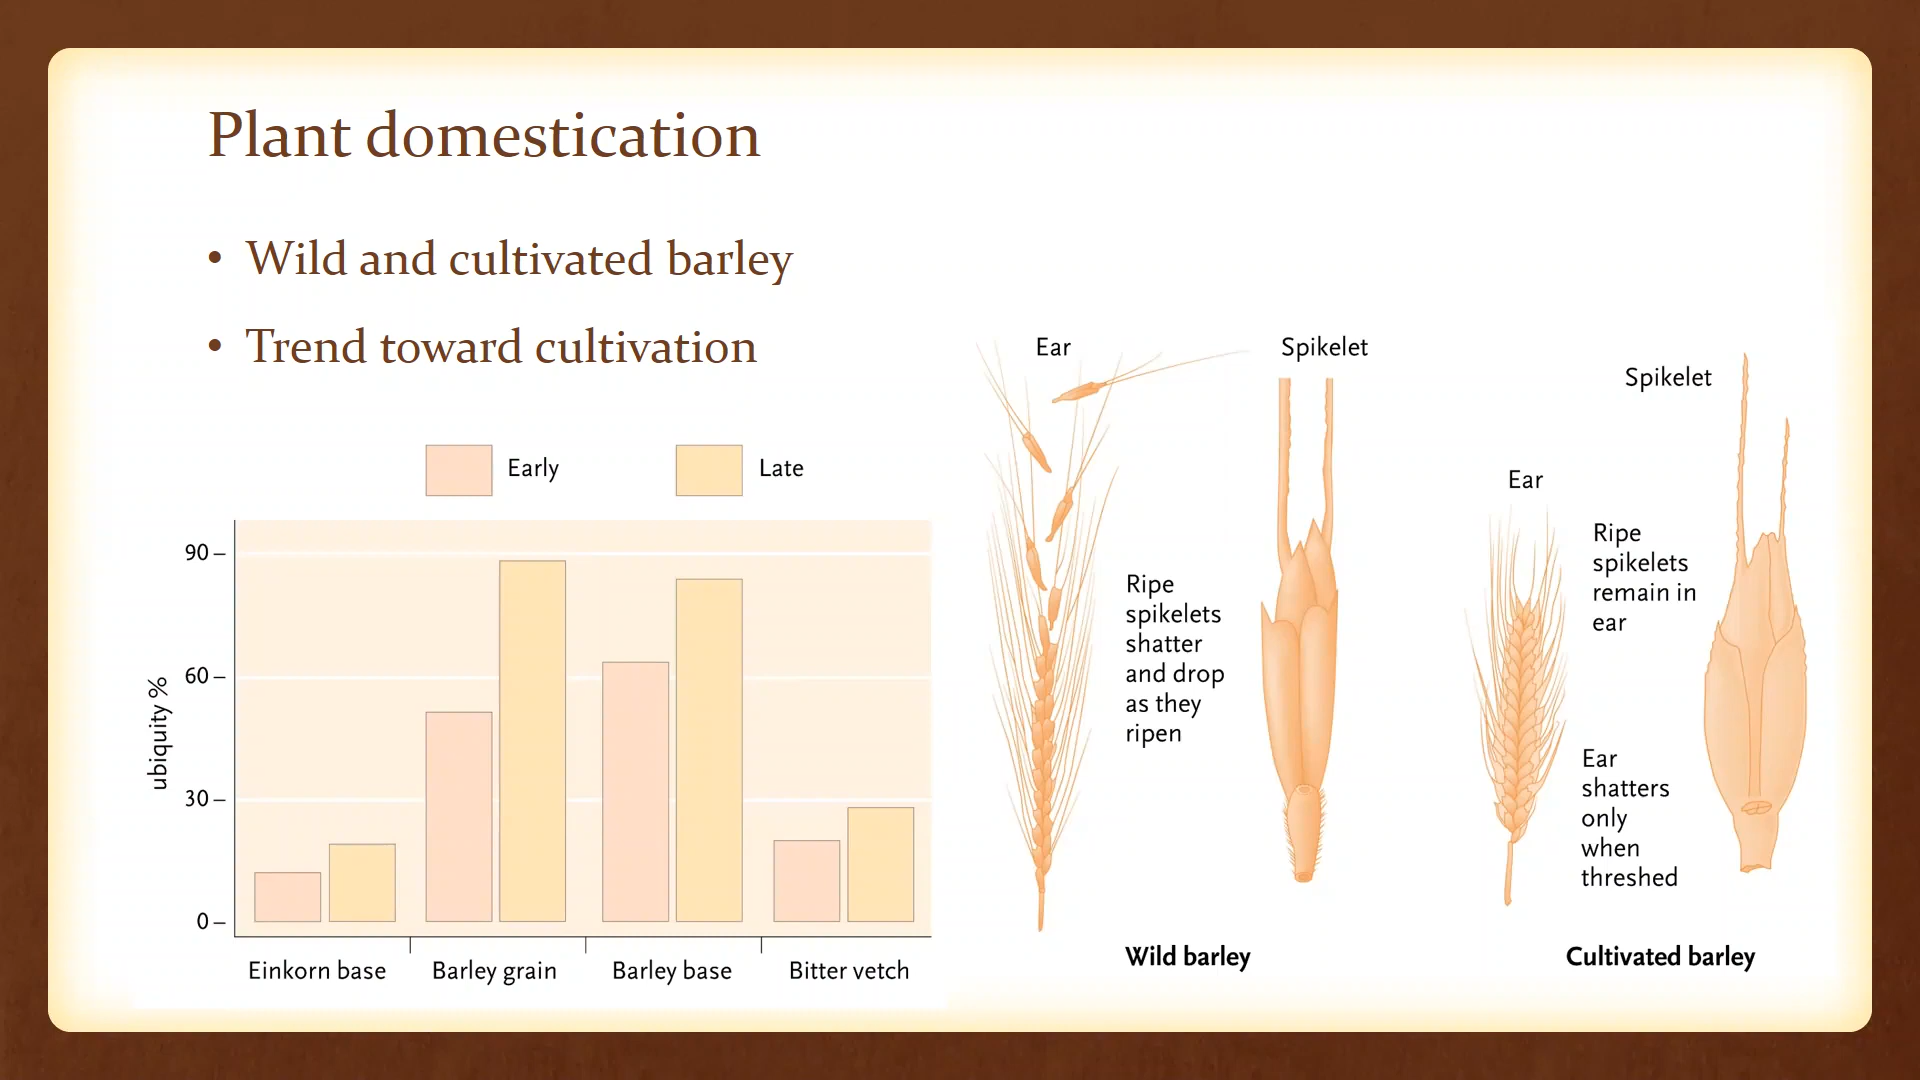 Plant domestication
• Wild and cultivated barley
• Trend toward cultivation
Early
Late
ubiquity %
90
60
30
0
Einkorn base
Barley grain
Barley base
Bitter vetch
Ear
Spikelet
Ripe
spikelets
shatter
and drop
as they
ripen
Wild barley
Spikelet
Ear
Ripe
spikelets
remain in
ear
Ear
shatters
only
when
threshed
Cultivated barley